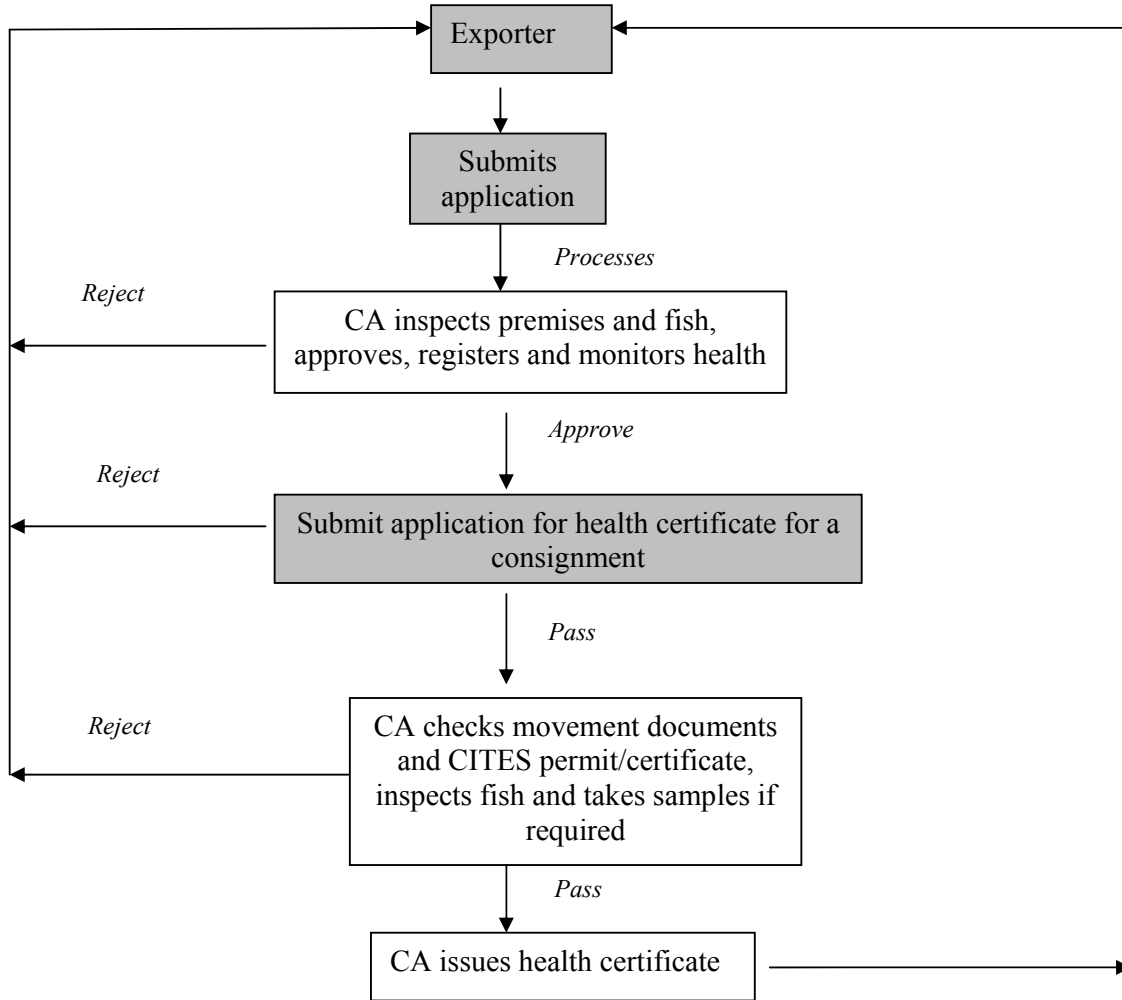 Exporter
Submits
application
Processes
Reject
CA inspects premises and fish,
approves, registers and monitors health
Approve
Reject
Submit application for health certificate for a
consignment
Pass
Reject
CA checks movement documents
and CITES permit/certificate,
inspects fish and takes samples if
required
Pass
CA issues health certificate